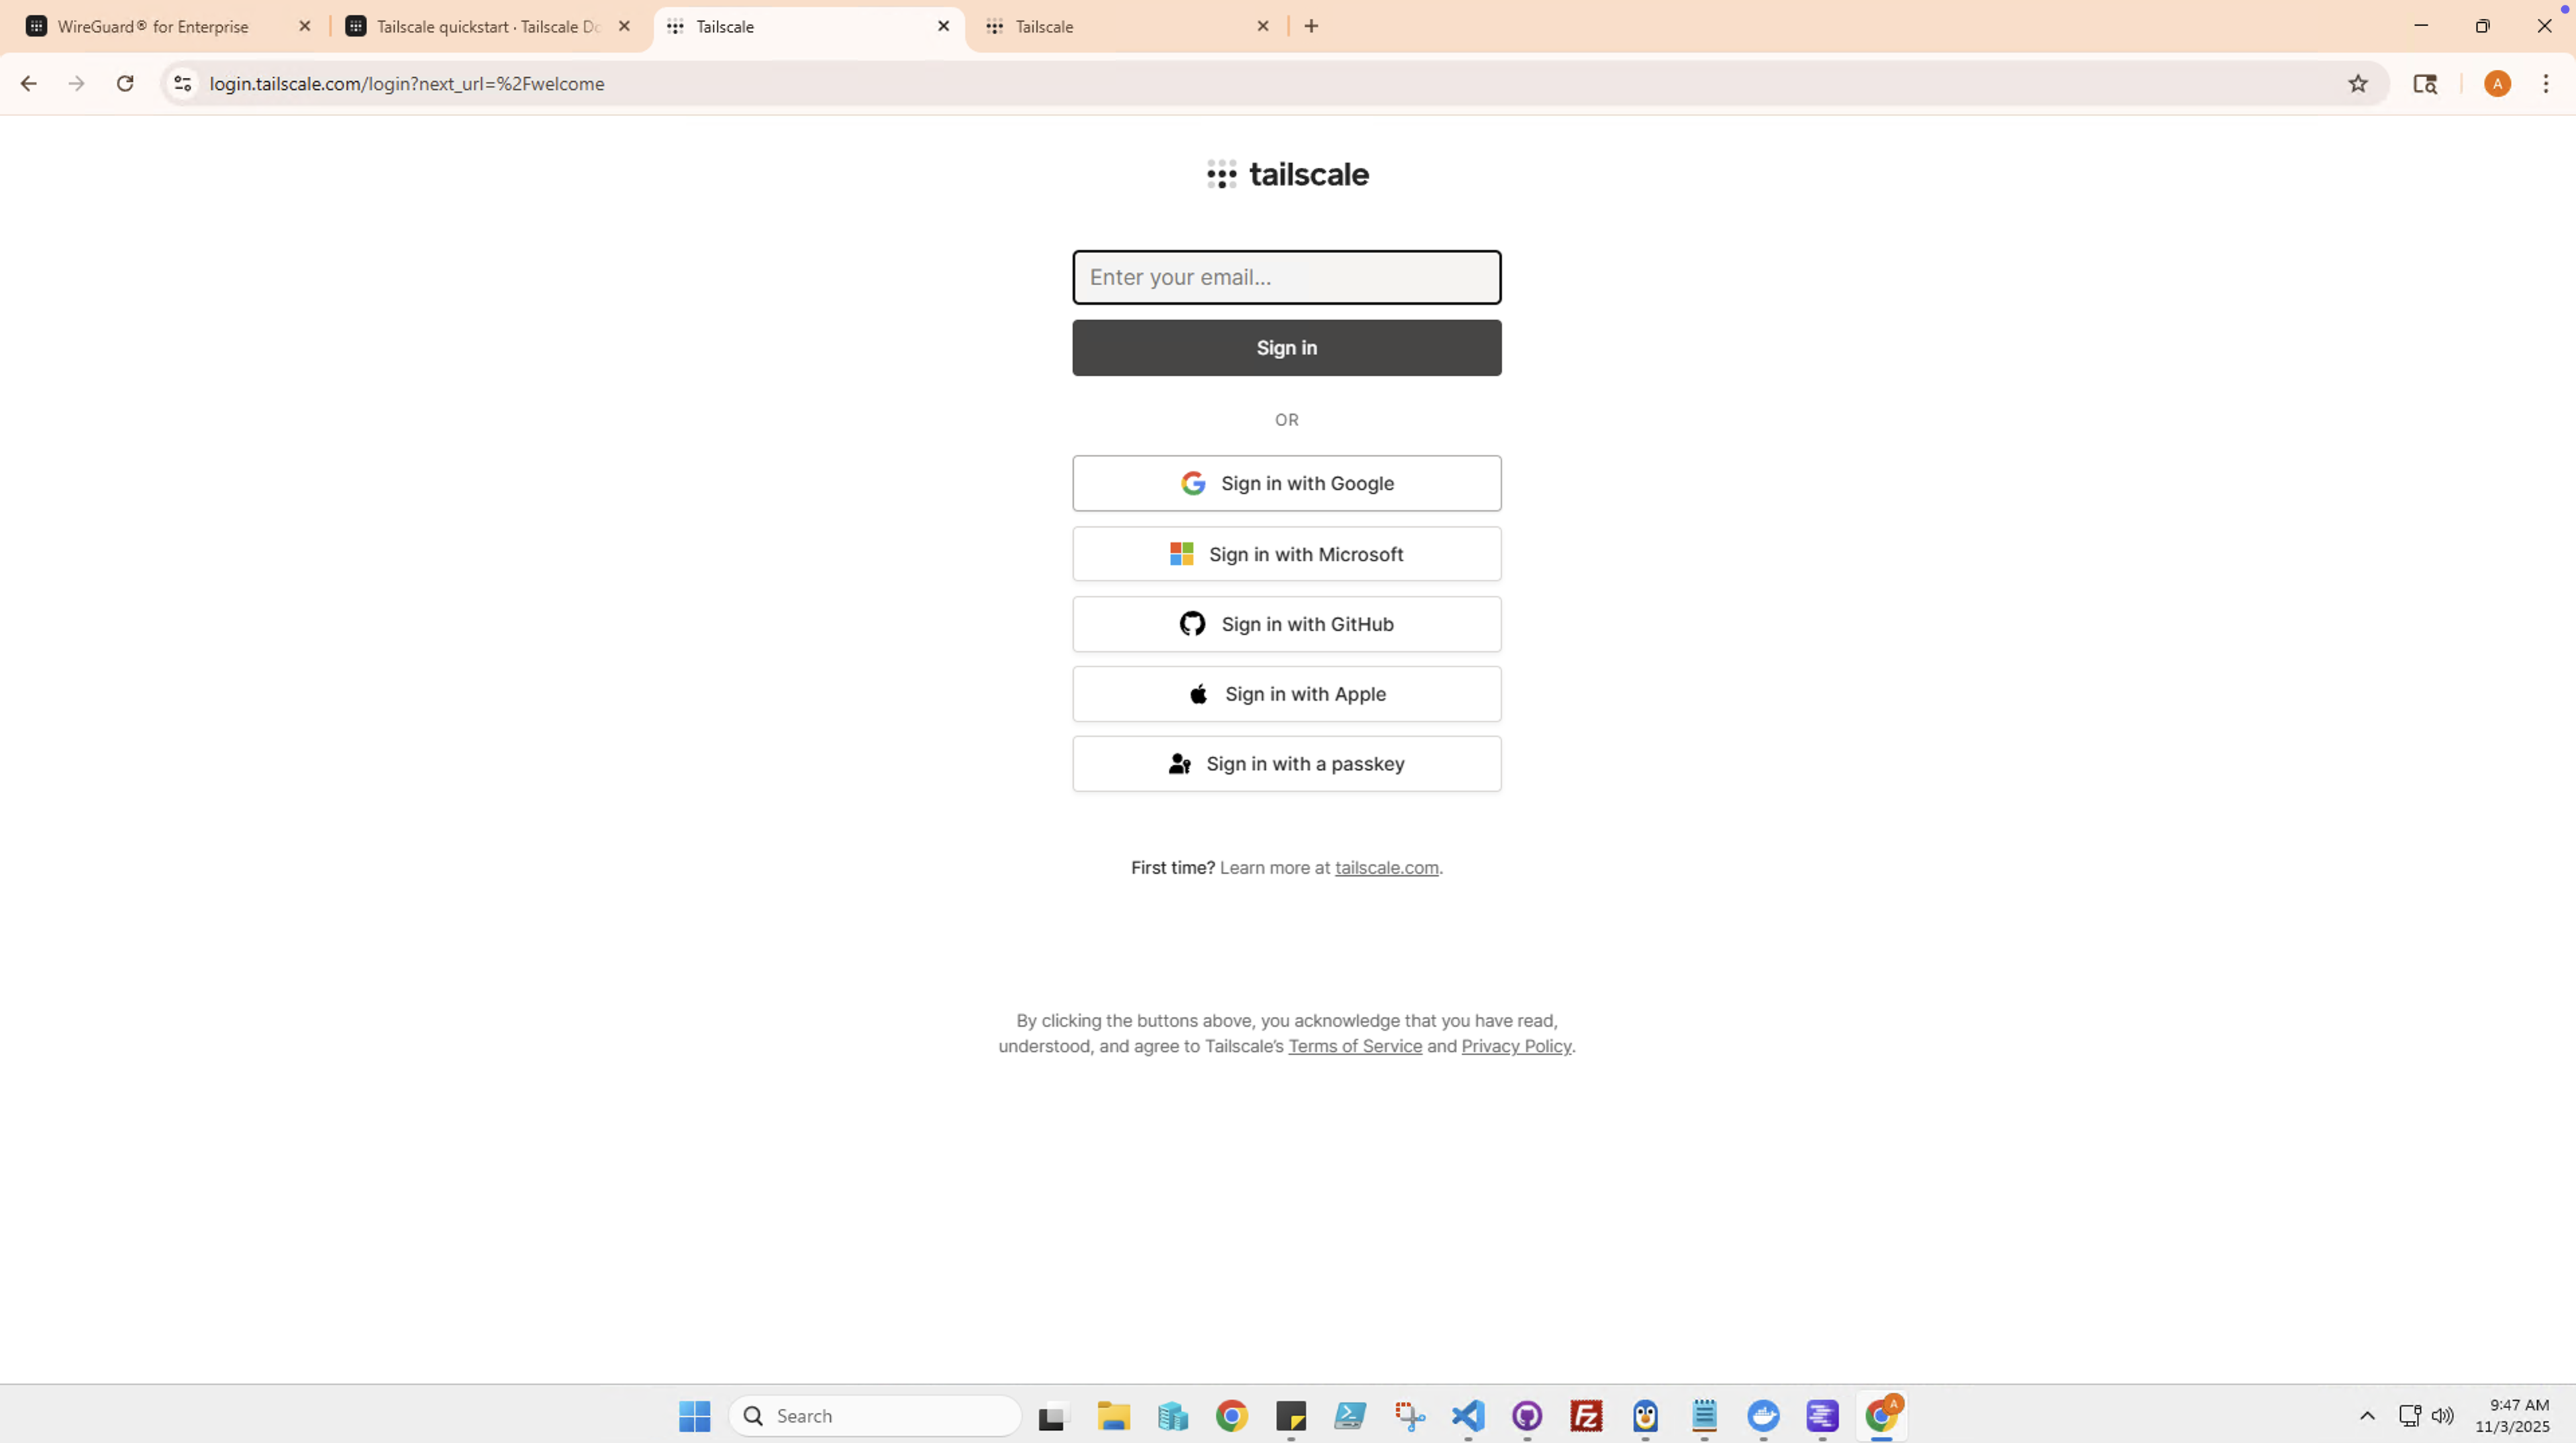 WireGuard® for Enterprise
Tailscale quickstart · Tailscale Do
Tailscale
Tailscale
login.tailscale.com/login?next_url=%2Fwelcome
A
tailscale
Enter your email...
Sign in
OR
Sign in with Google
Sign in with Microsoft
Sign in with GitHub
Sign in with Apple
Sign in with a passkey
First time? Learn more at tailscale.com.
By clicking the buttons above, you acknowledge that you have read,
understood, and agree to Tailscale’s Terms of Service and Privacy Policy.
Search
Fz
A
9:47 AM
11/3/2025